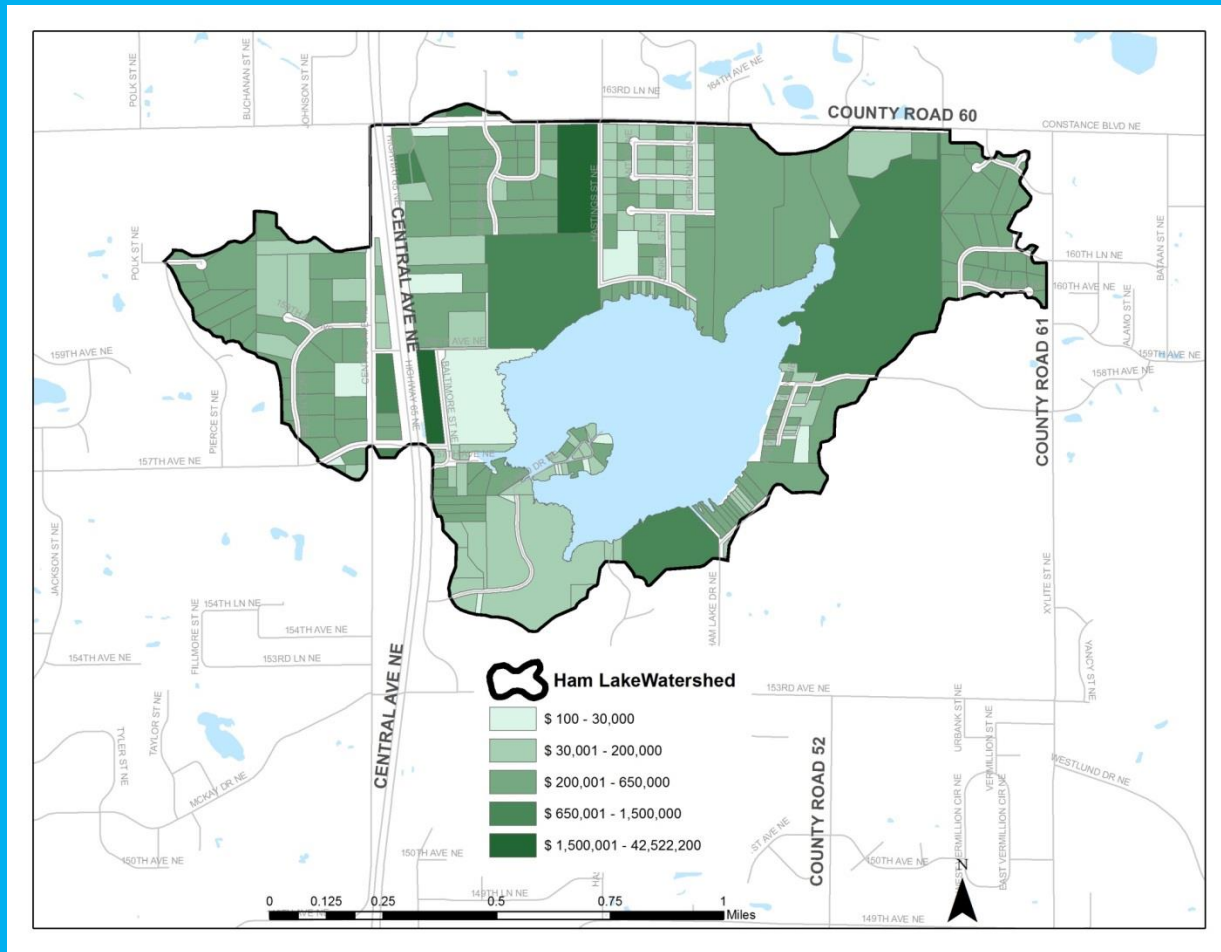 POLK ST NE
BUCHANAN ST NE
JOHNSON ST NE
163RD LN NE
164TH AVE NE
COUNTY ROAD 60
CONSTANCE BLVD NE
HIGHWAY 65 NE
CENTRAL AVE NE
HASTINGS ST NE
POLK ST NE
160TH LN NE
BATAAN ST NE
160TH AVE NE
ALAMO ST NE
159TH AVE NE
159TH AVE NE
158TH AVE NE
COUNTY ROAD 61
AVE NE
HIGHWAY 65 NE
BALTIMORE ST NE
PIERCE ST NE
157TH AVE NE
AVE NE
JACKSON ST NE
FILLMORE ST NE
154TH LN NE
154TH AVE NE
154TH AVE NE
153RD LN NE
HAM LAKE DR NE
XYLITE ST NE
YANCY ST NE
CENTRAL AVE NE
Ham LakeWatershed
$ 100 - 30,000
$ 30,001 - 200,000
$ 200,001 - 650,000
$ 650,001 - 1,500,000
$ 1,500,001 - 42,522,200
153RD AVE NE
TYLER ST NE
TAYLOR ST NE
MCKAY DR NE
150TH AVE NE
150TH AVE NE
149TH LN NE
COUNTY ROAD 52
URBANK ST NE
VERMILLION ST NE
WESTLUND DR NE
ST AVE NE
150TH AVE NE
EAST VERMILLION CIR NE
149TH AVE NE
N
0 0.125 0.25 0.5 0.75 1
Miles